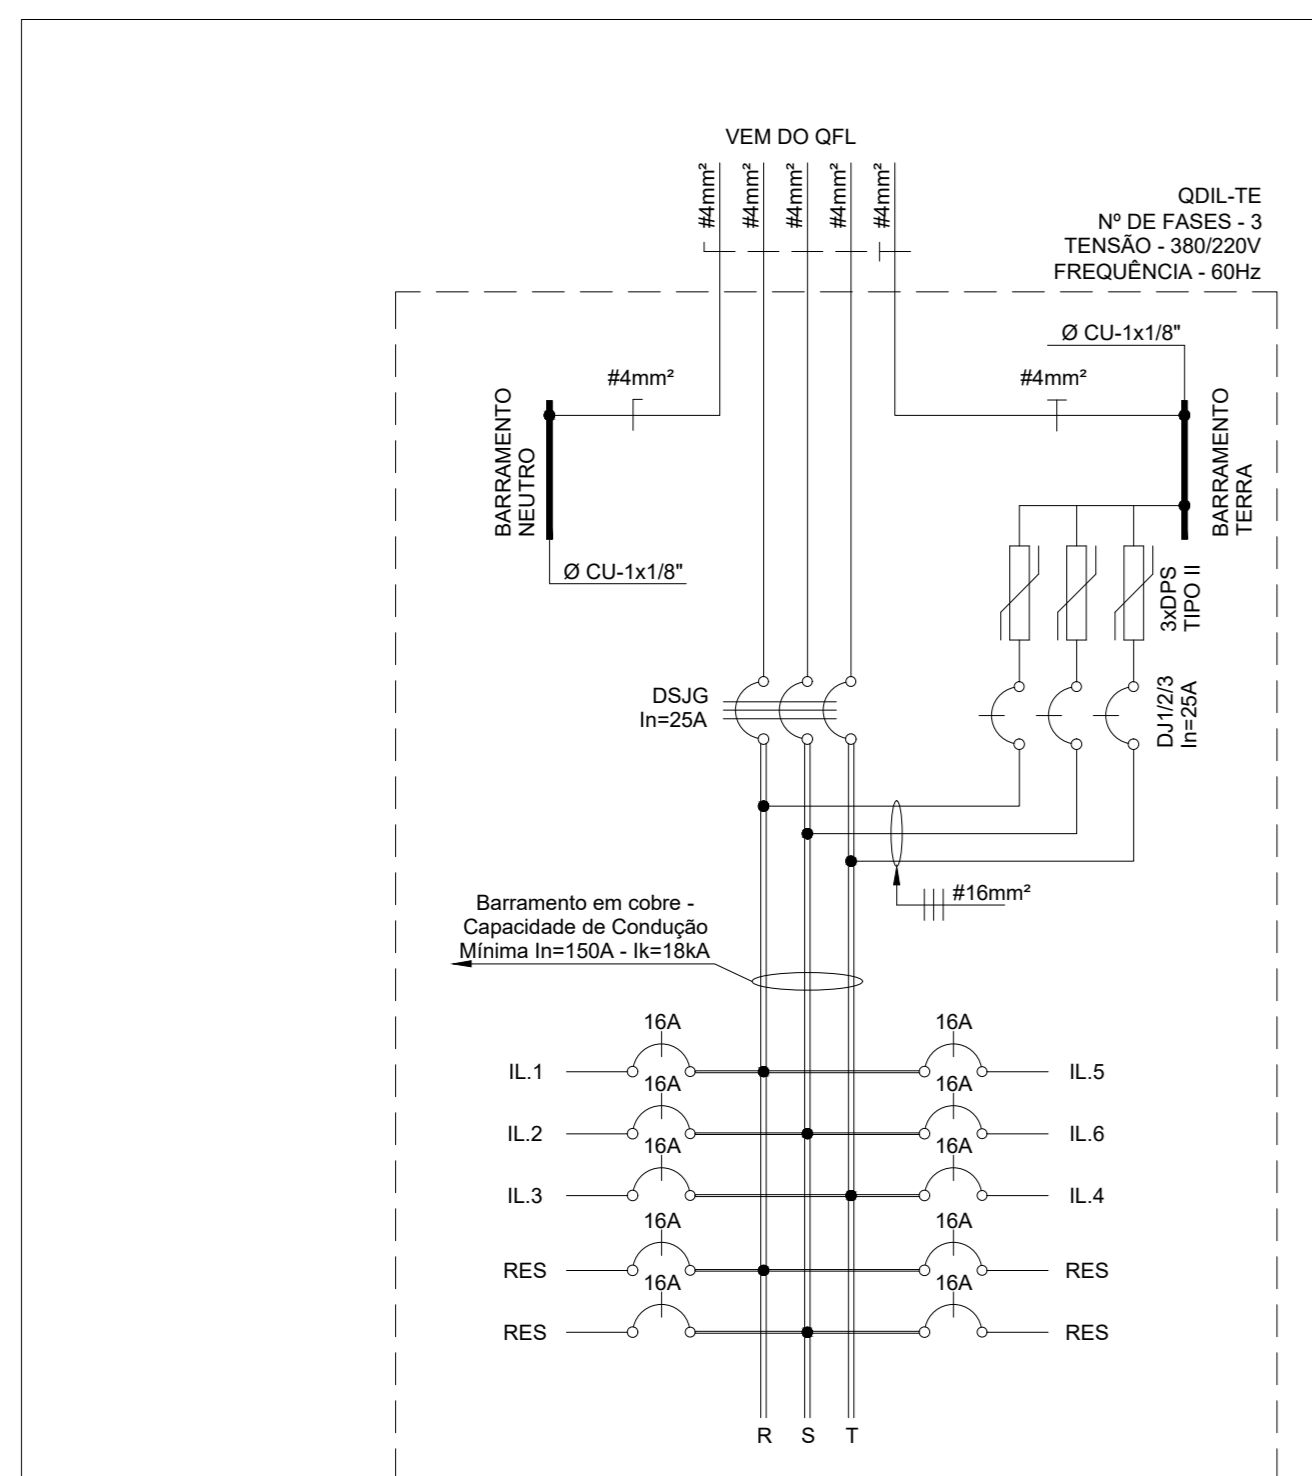 VEM DO QFL
#4mm²
#4mm²
#4mm²
#4mm²
#4mm²
QDIL-TE
Nº DE FASES - 3
TENSÃO - 380/220V
FREQUÊNCIA - 60Hz
Ø CU-1x1/8"
#4mm²
#4mm²
BARRAMENTO
NEUTRO
BARRAMENTO
TERRA
Ø CU-1x1/8"
3xDPS
TIPO II
DSJG
In=25A
DJ1/2/3
In=25A
#16mm²
Barramento em cobre -
Capacidade de Condução
Mínima In=150A - Ik=18kA
16A
16A
IL.1
IL.5
16A
16A
IL.2
IL.6
16A
16A
IL.3
IL.4
16A
16A
RES
RES
16A
16A
RES
RES
R S T